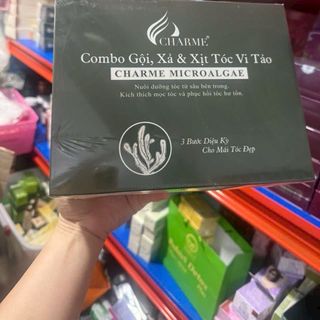 CHARME®
Combo Gội, Xả & Xịt Tóc Vi Tảo
CHARME MICROALGAE
Nuôi dưỡng tóc từ sâu bên trong.
Kích thích mọc tóc và phục hồi tóc hư tổn.
3 Bước Diệu Kỳ
Cho Mái Tóc Đẹp
Detox